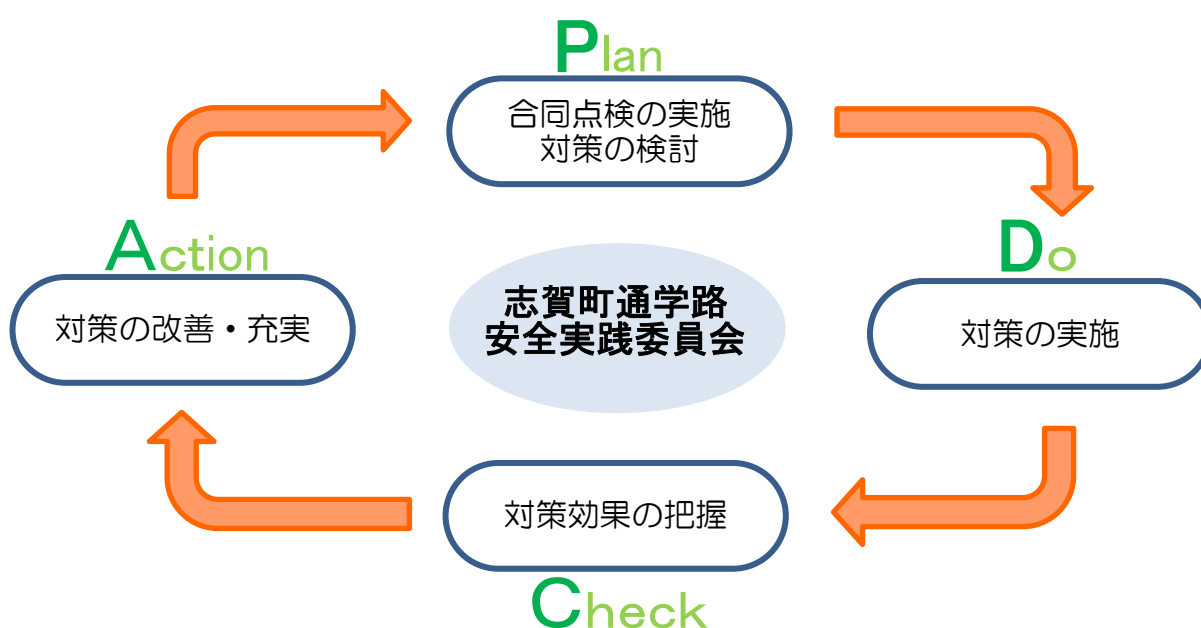 Plan
合同点検の実施
対策の検討
Action
対策の改善・充実
志賀町通学路
安全実践委員会
Do
対策の実施
対策効果の把握
Check